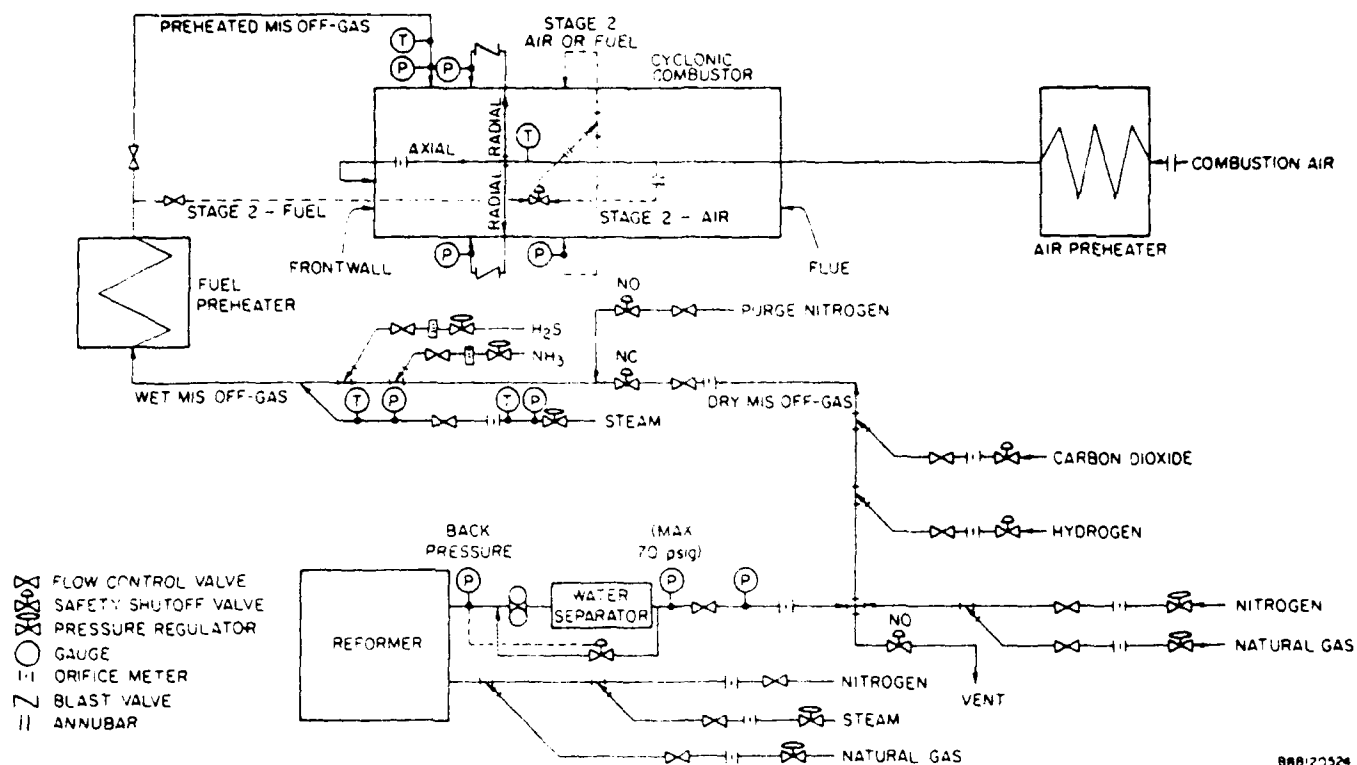 PREHEATED MIS OFF-GAS
STAGE 2
AIR OR FUEL
CYCLONIC
COMBUSTOR
T
P
P
RADIAL
T
AXIAL
COMBUSTION AIR
RADIAL
STAGE 2 - FUEL
STAGE 2 - AIR
P
P
FRONTWALL
FLUE
AIR PREHEATER
FUEL
PREHEATER
NO
PURGE NITROGEN
H2S
NH3
NC
WET MIS OFF-GAS
DRY MIS OFF-GAS
T
P
T
P
STEAM
CARBON DIOXIDE
BACK
PRESSURE
(MAX
70 psig)
HYDROGEN
P
P
P
FLOW CONTROL VALVE
SAFETY SHUTOFF VALVE
PRESSURE REGULATOR
GAUGE
ORIFICE METER
BLAST VALVE
ANNUBAR
REFORMER
WATER
SEPARATOR
NITROGEN
NO
NATURAL GAS
VENT
NITROGEN
STEAM
NATURAL GAS
B88120524